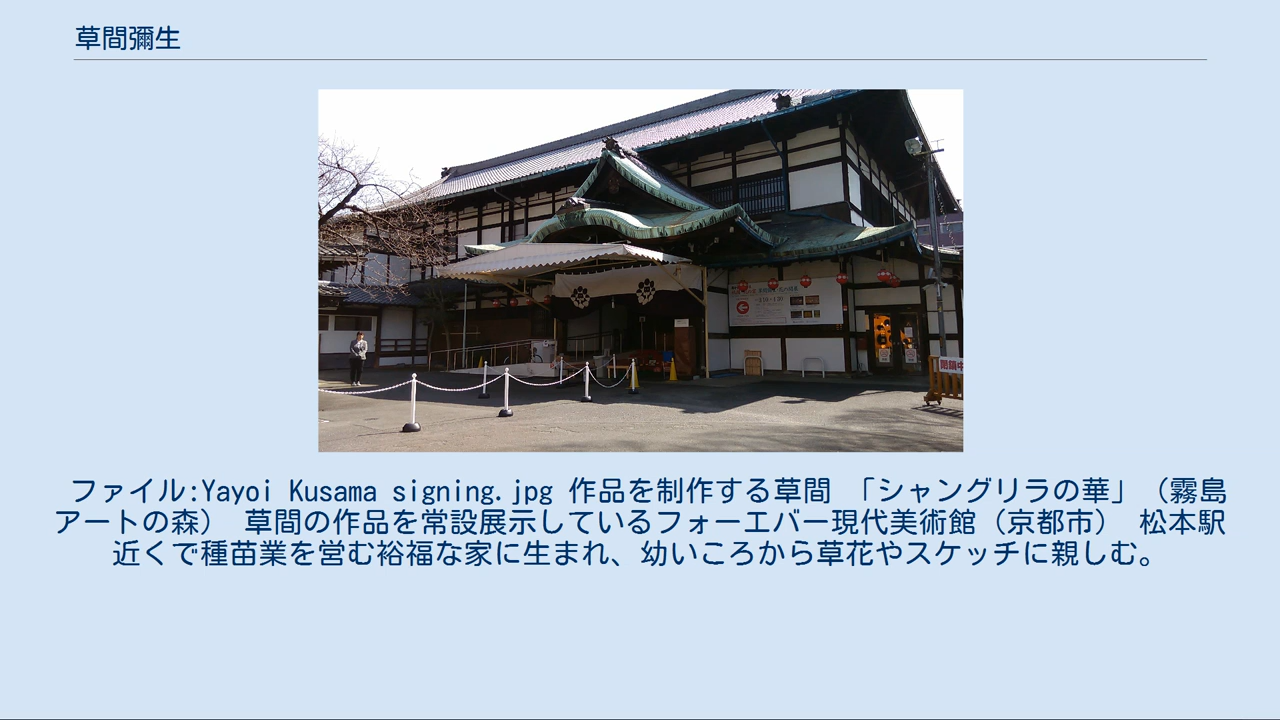 草間彌生
ファイル:Yayoi Kusama signing.jpg 作品を制作する草間 「シャングリラの華」（霧島
アートの森） 草間の作品を常設展示しているフォーエバー現代美術館（京都市） 松本駅
近くで種苗業を営む裕福な家に生まれ、幼いころから草花やスケッチに親しむ。